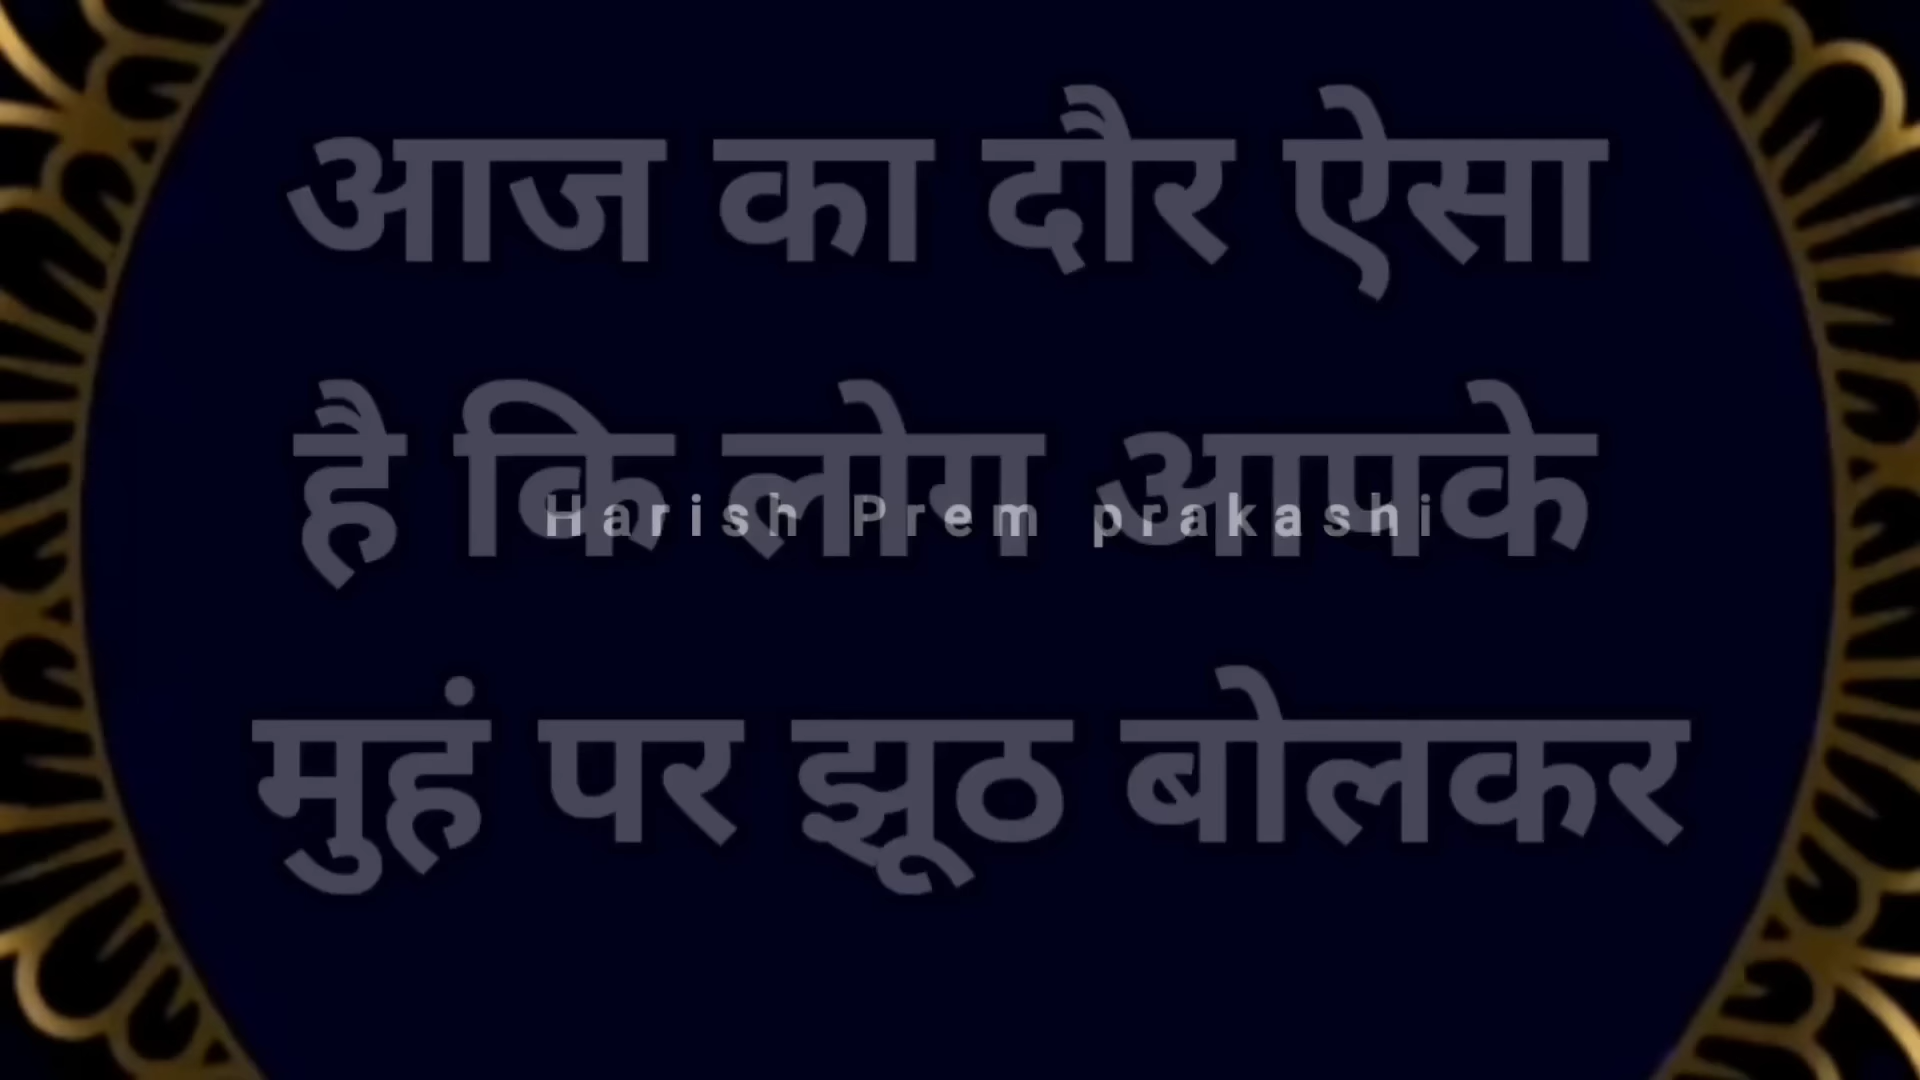 आज का दौर ऐसा
है कि लोग आपके
Harish Prem prakashi
मुहं पर झूठ बोलकर